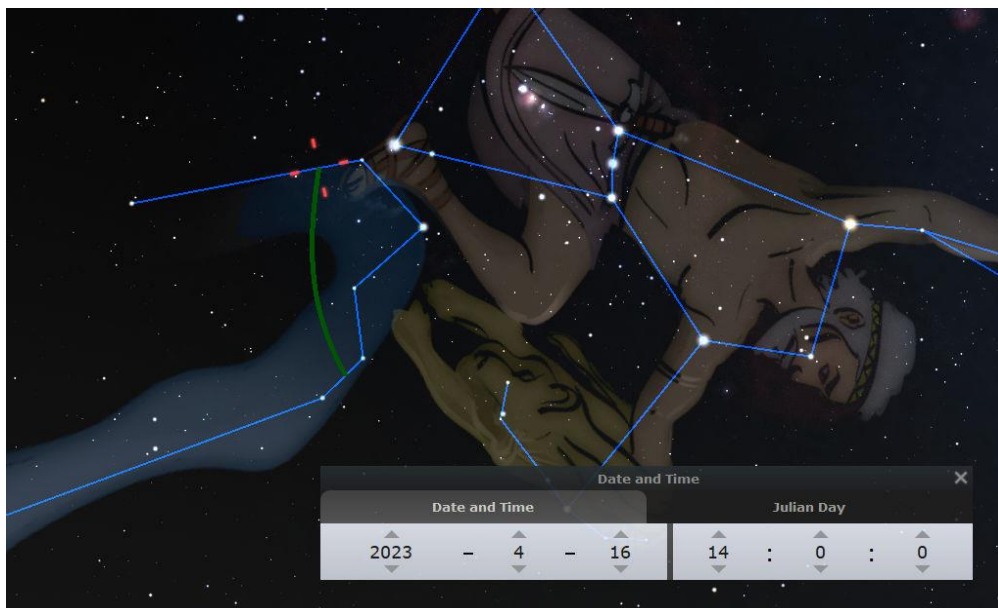 Date and Time
Date and Time Julian Day
2023 – 4 – 16 14 : 0 : 0